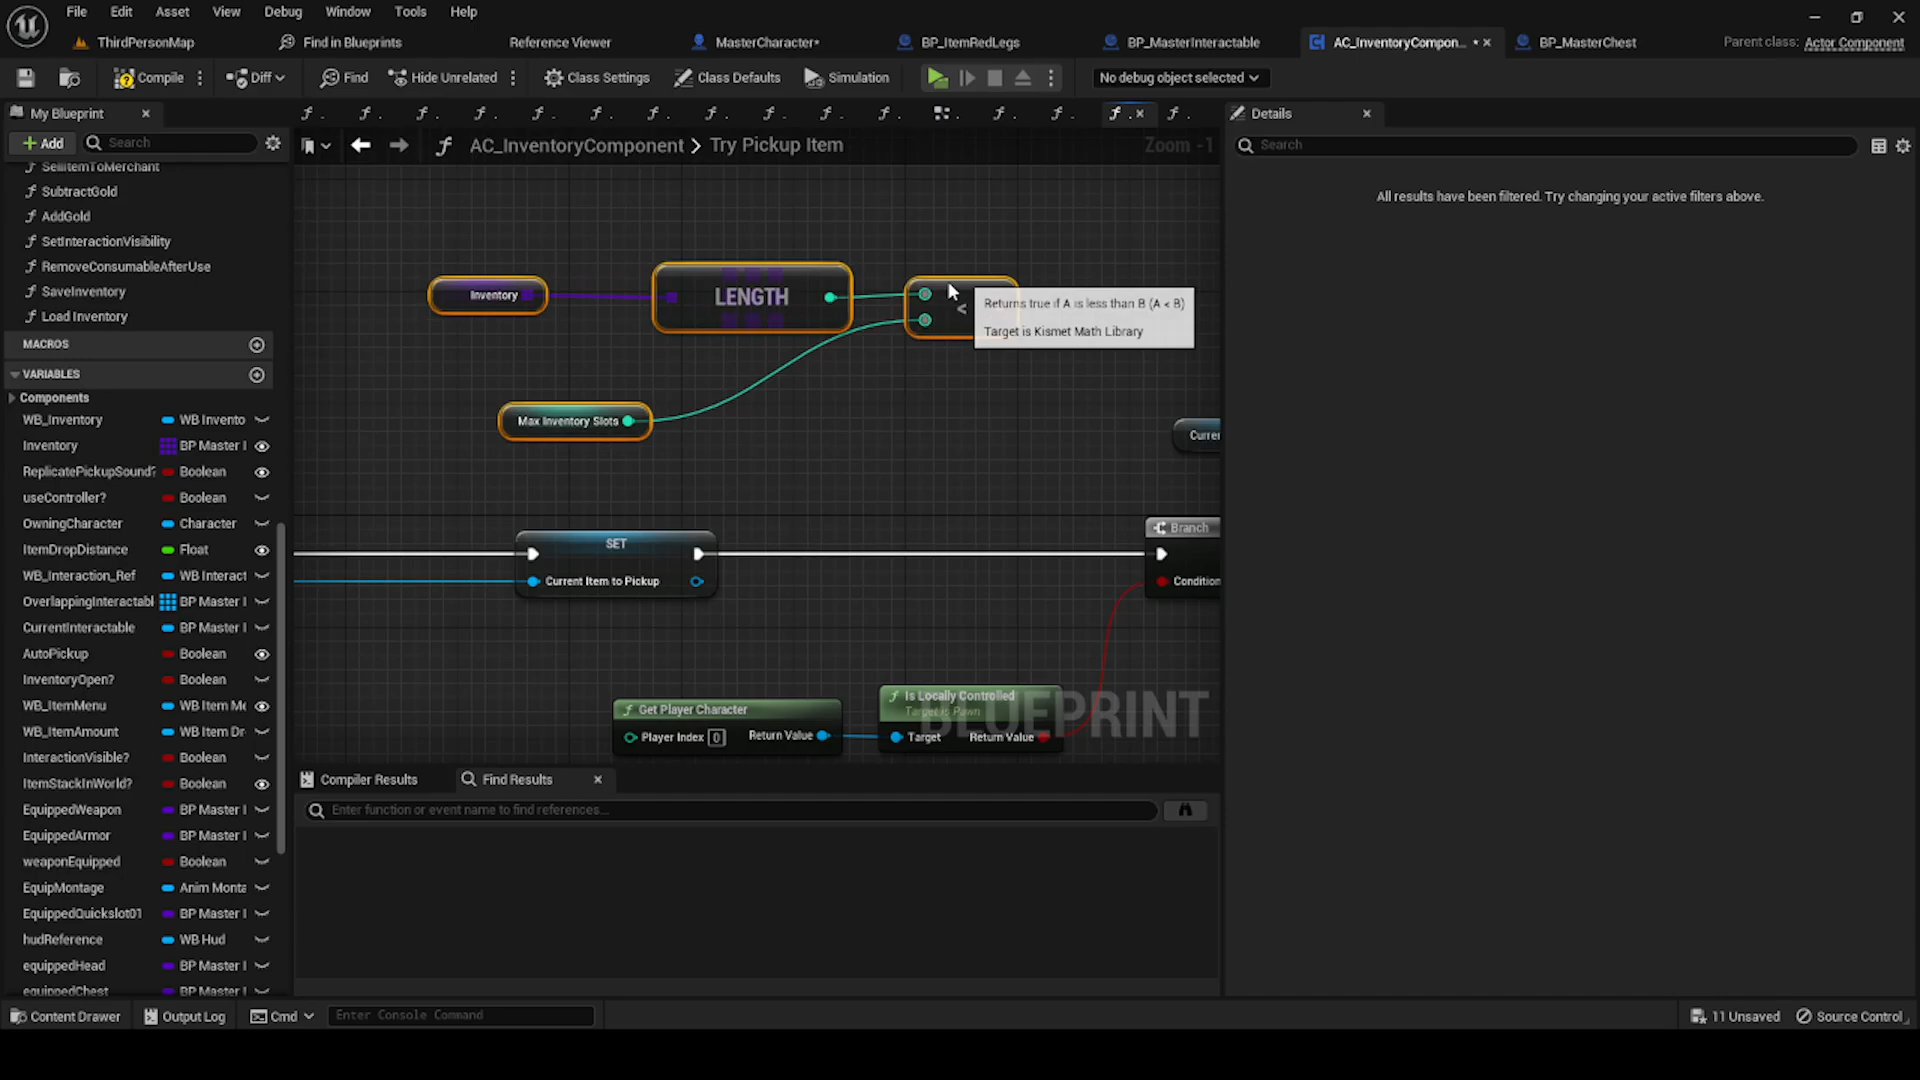 File Edit View Asset Debug Window Tools Help
ThirdPersonMap Find in Blueprints Reference Viewer MasterCharacter* BP_ItemRedLegs BP_MasterInteractable AC_InventoryCompon... BP_MasterChest Parent class: Actor Component
Compile Diff Find Hide Unrelated Class Settings Class Defaults Simulation No debug object selected
My Blueprint
Details
Add Search
AC_InventoryComponent > Try Pickup Item
Zoom -1
Search
All results have been filtered. Try changing your active filters above.
SellItemToMerchant
SubtractGold
AddGold
SetInteractionVisibility
RemoveConsumableAfterUse
SaveInventory
Load Inventory
MACROS
VARIABLES
Components
WB_Inventory WB Invento
Inventory BP Master I
ReplicatePickupSound? Boolean
useController? Boolean
OwningCharacter Character
ItemDropDistance Float
WB_Interaction_Ref WB Interact
OverlappingInteractabl BP Master I
CurrentInteractable BP Master I
AutoPickup Boolean
InventoryOpen? Boolean
WB_ItemMenu WB Item Me
WB_ItemAmount WB Item Dr
InteractionVisible? Boolean
ItemStackInWorld? Boolean
EquippedWeapon BP Master I
EquippedArmor BP Master I
weaponEquipped Boolean
EquipMontage Anim Monta
EquippedQuickslot01 BP Master I
hudReference WB Hud
equippedHead BP Master I
equippedChest BP Master I
Inventory
LENGTH
<
Returns true if A is less than B (A < B)
Target is Kismet Math Library
Max Inventory Slots
Curre
SET
Current Item to Pickup
Branch
Condition
Get Player Character
Player Index 0 Return Value
Is Locally Controlled
Target is Pawn
Target Return Value
BLUEPRINT
Compiler Results Find Results
Enter function or event name to find references...
Content Drawer Output Log Cmd Enter Console Command 11 Unsaved Source Control